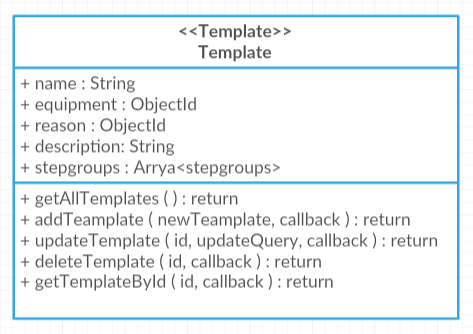 <<Template>>
Template
+ name : String
+ equipment : ObjectId
+ reason : ObjectId
+ description: String
+ stepgroups : Arrya<stepgroups>
+ getAllTemplates ( ) : return
+ addTeamplate ( newTeamplate, callback ) : return
+ updateTemplate ( id, updateQuery, callback ) : return
+ deleteTemplate ( id, callback ) : return
+ getTemplateById ( id, callback ) : return